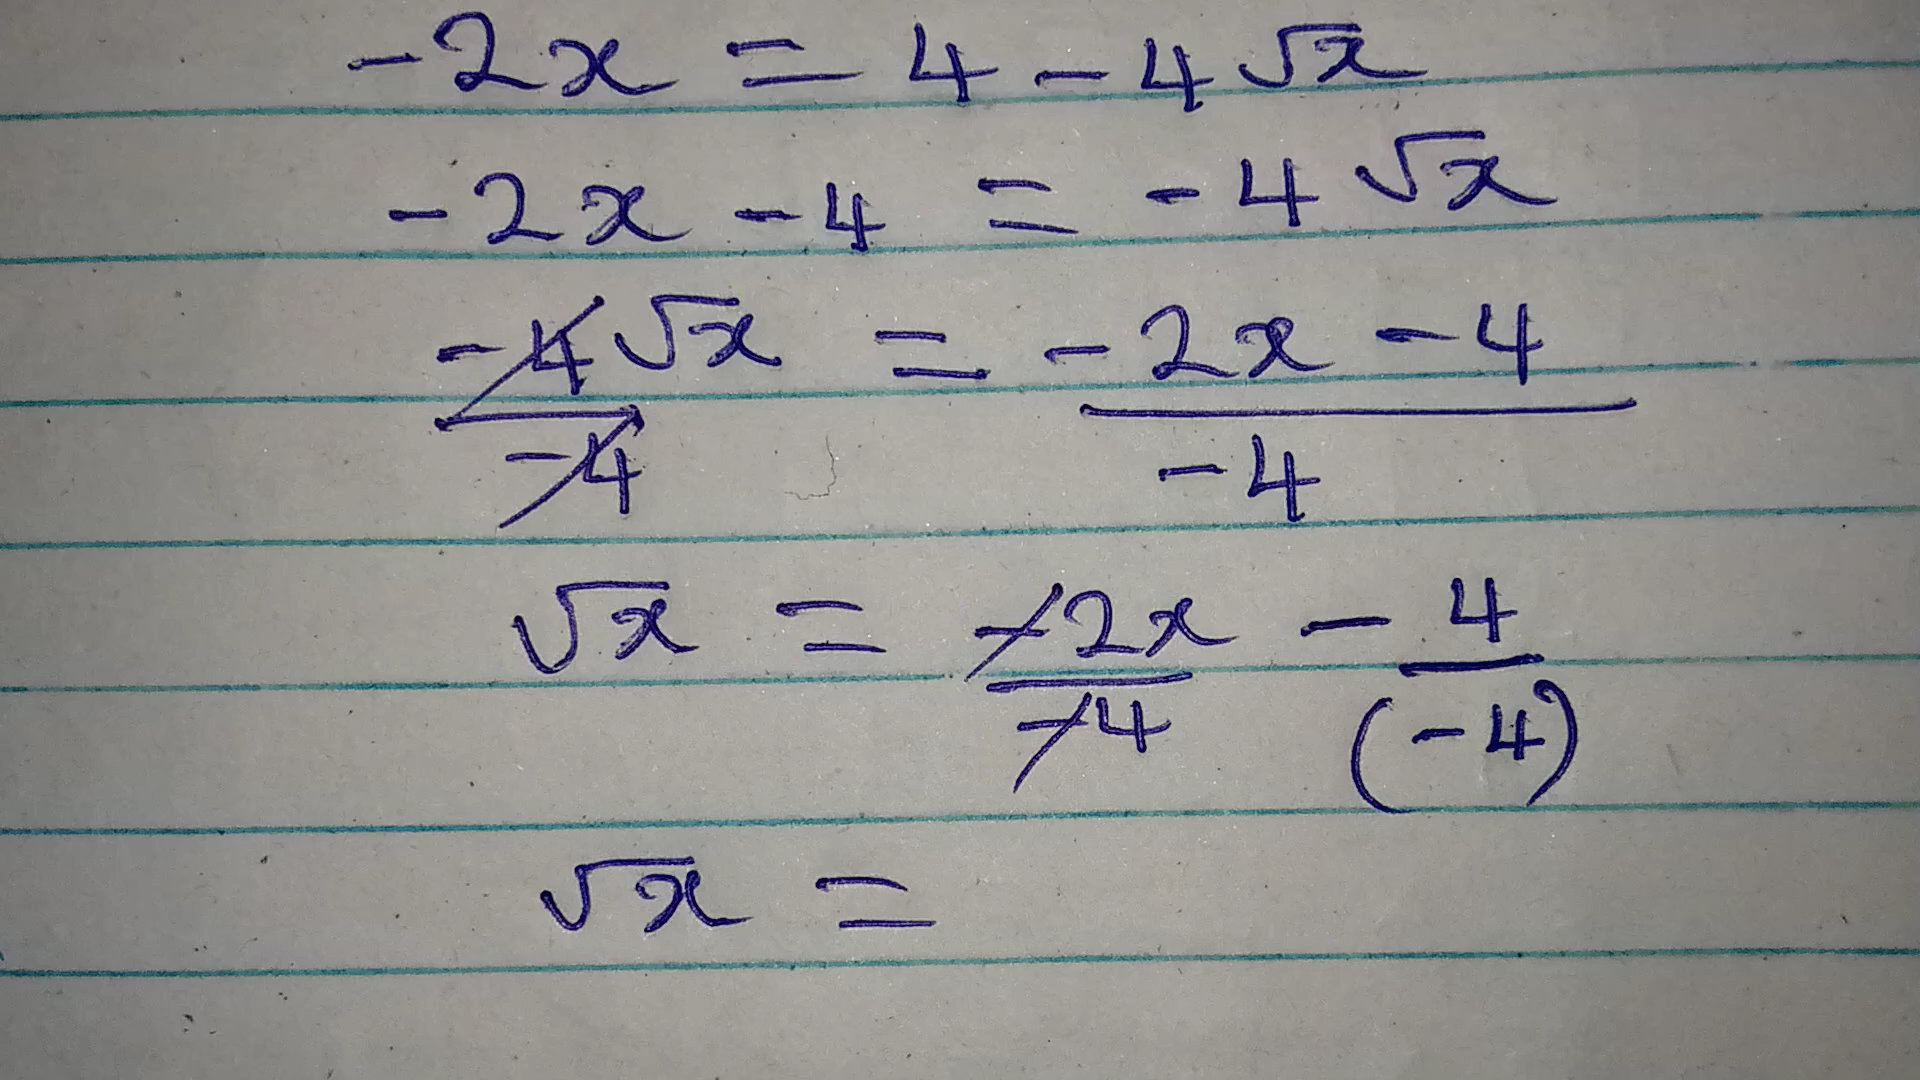 -2x = 4 - 4√x
-2x - 4 = -4√x
-4√x = -2x - 4
-4 -4
√x = -2x - 4
-4 (-4)
√x =